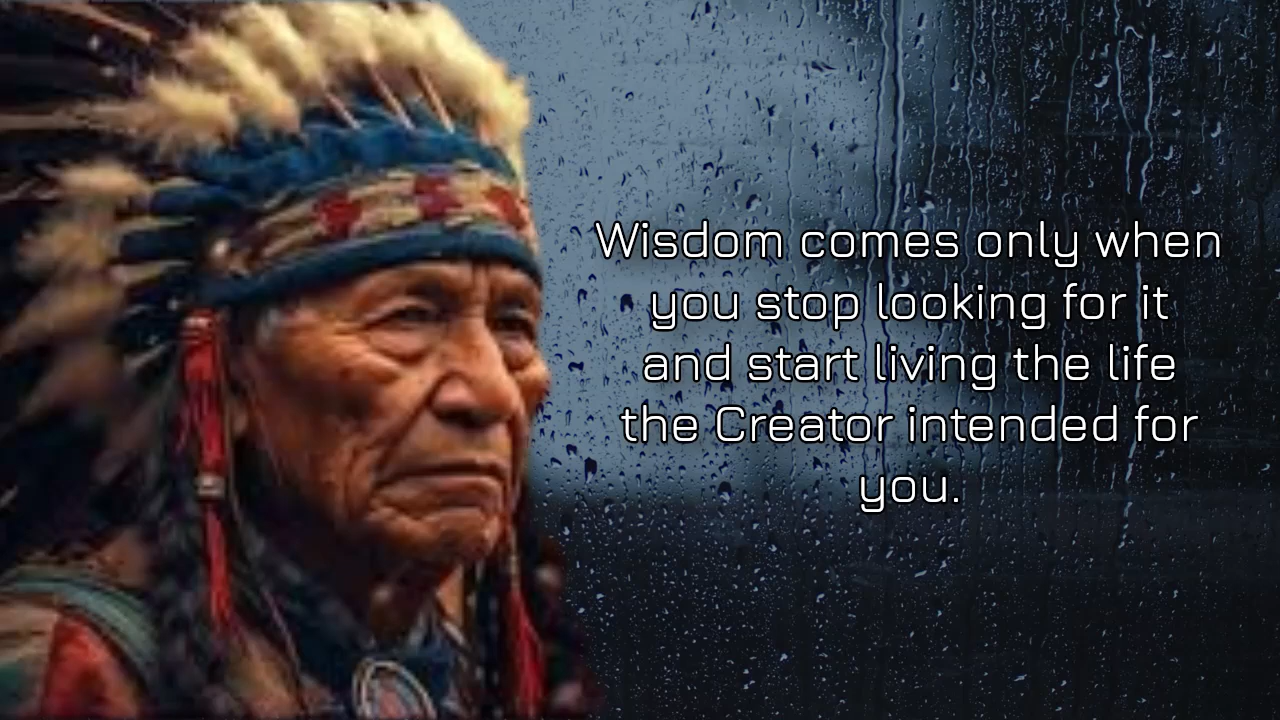 Wisdom comes only when
you stop looking for it
and start living the life
the Creator intended for
you.